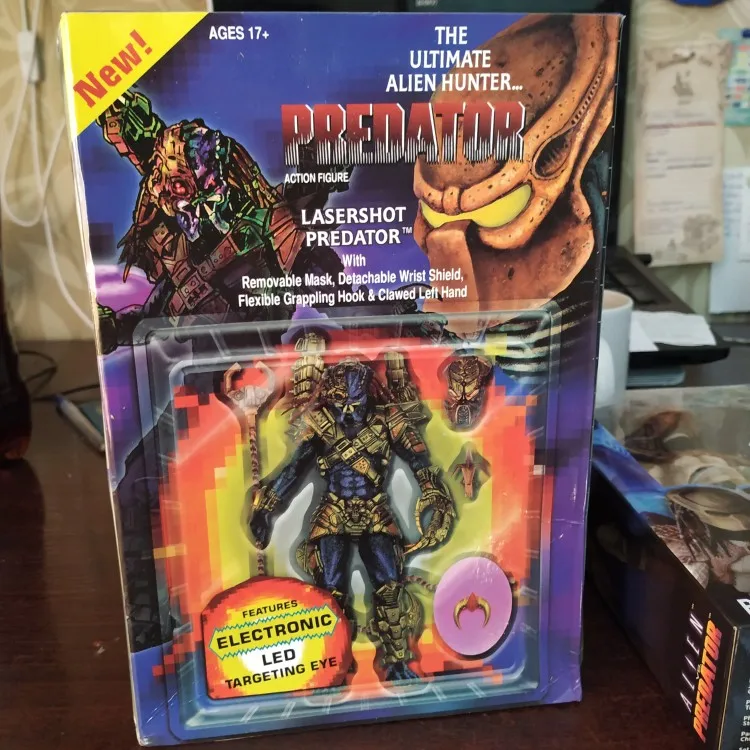 New!
AGES 17+
THE
ULTIMATE
ALIEN HUNTER...
PREDATOR
ACTION FIGURE
LASERSHOT
PREDATOR™
With
Removable Mask, Detachable Wrist Shield,
Flexible Grappling Hook & Clawed Left Hand
FEATURES
ELECTRONIC
LED
TARGETING EYE
ALIEN
PREDATOR